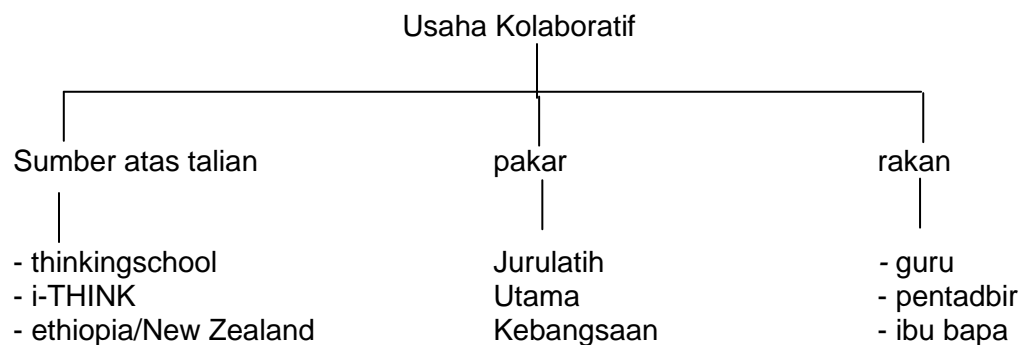 Usaha Kolaboratif
Sumber atas talian pakar rakan
- thinkingschool Jurulatih - guru
- i-THINK Utama - pentadbir
- ethiopia/New Zealand Kebangsaan - ibu bapa